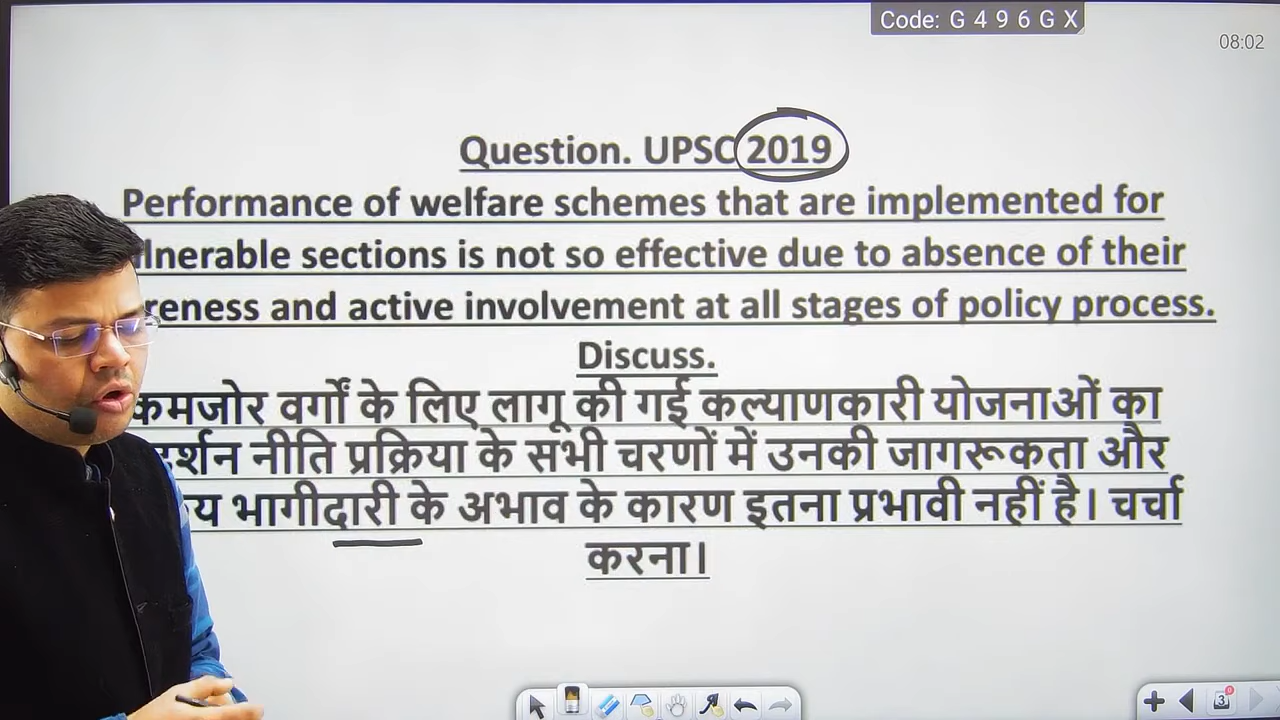 Code: G 4 9 6 G X
08:02
Question. UPSC 2019
Performance of welfare schemes that are implemented for
lnerable sections is not so effective due to absence of their
reness and active involvement at all stages of policy process.
Discuss.
कमजोर वर्गों के लिए लागू की गई कल्याणकारी योजनाओं का
दर्शन नीति प्रक्रिया के सभी चरणों में उनकी जागरूकता और
य भागीदारी के अभाव के कारण इतना प्रभावी नहीं है। चर्चा
करना।
3